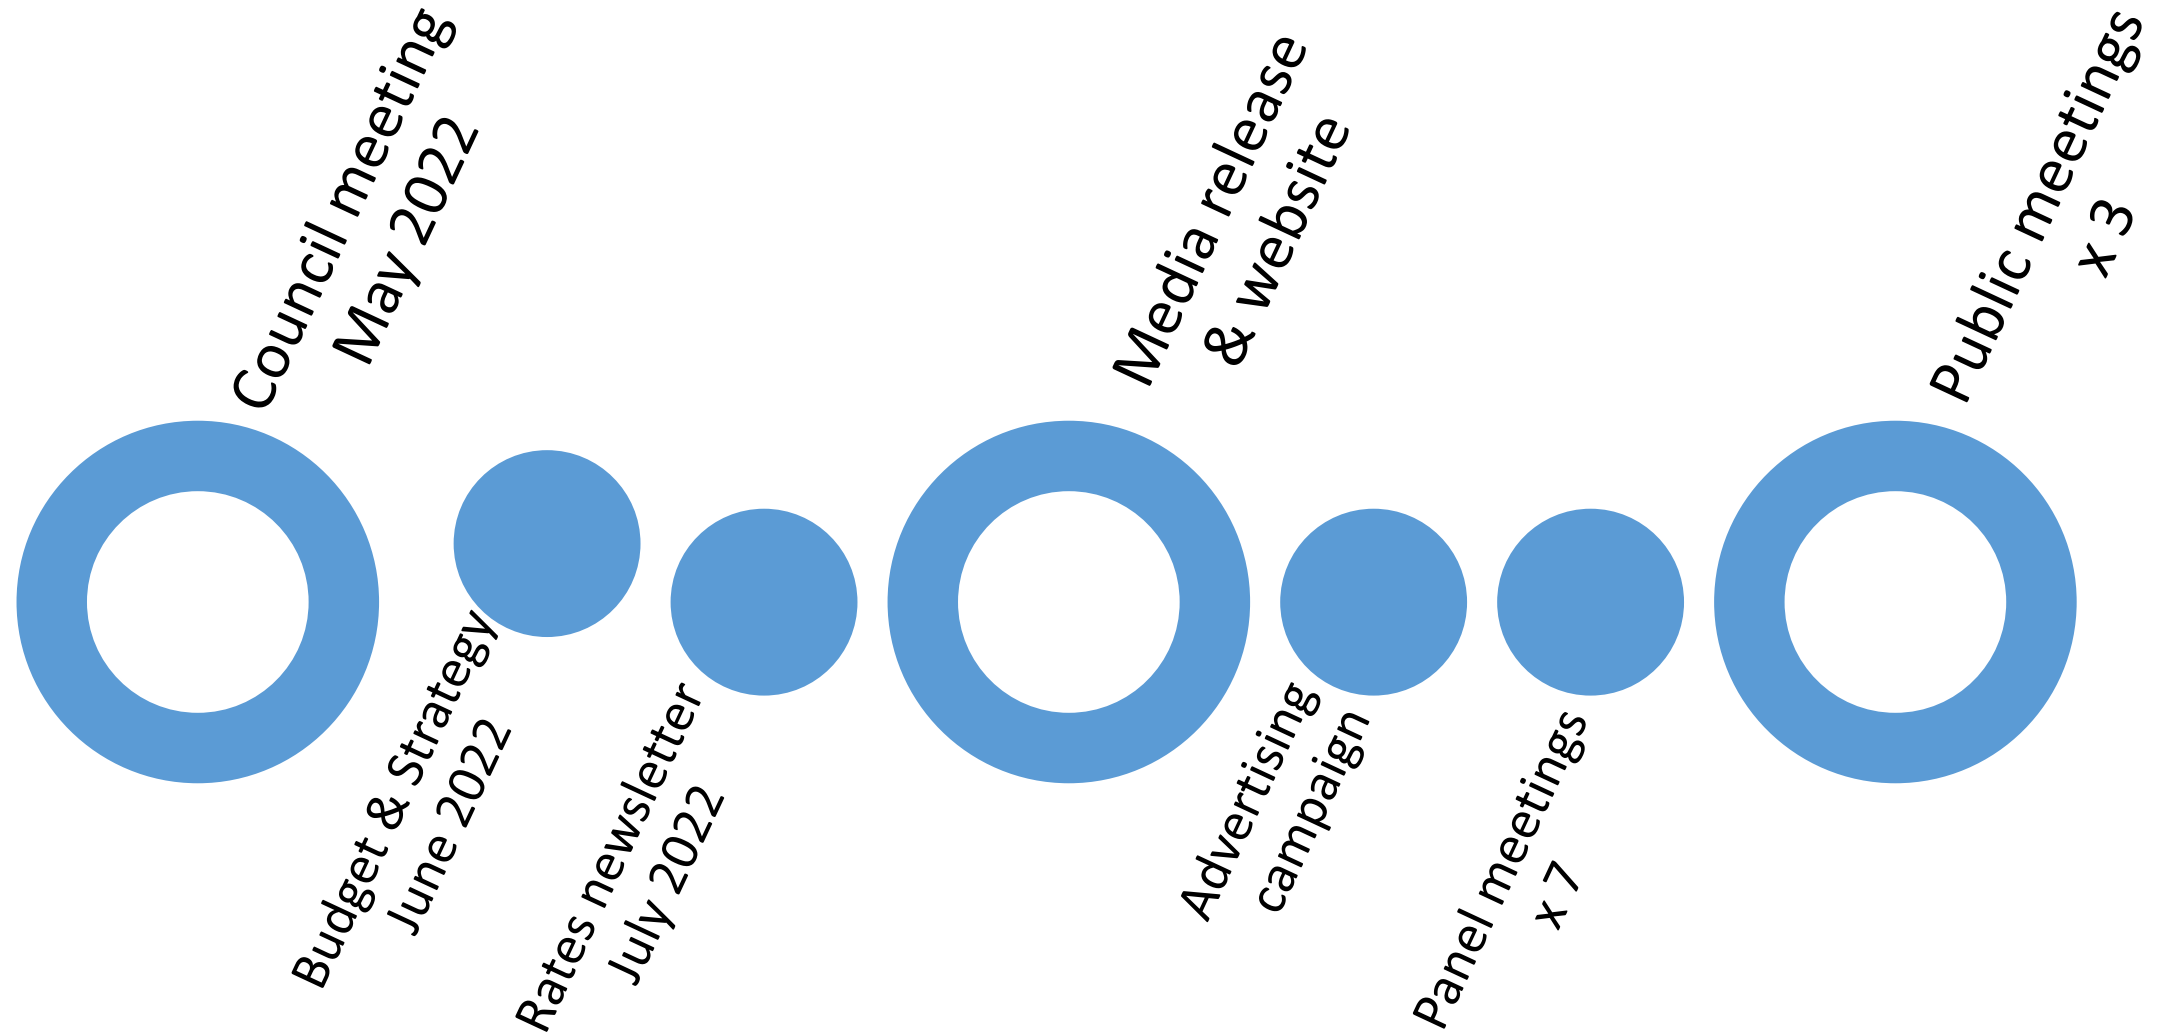 Council meeting
May 2022
Budget & Strategy
June 2022
Rates newsletter
July 2022
Media release
& website
Advertising
campaign
Panel meetings
x 7
Public meetings
x 3